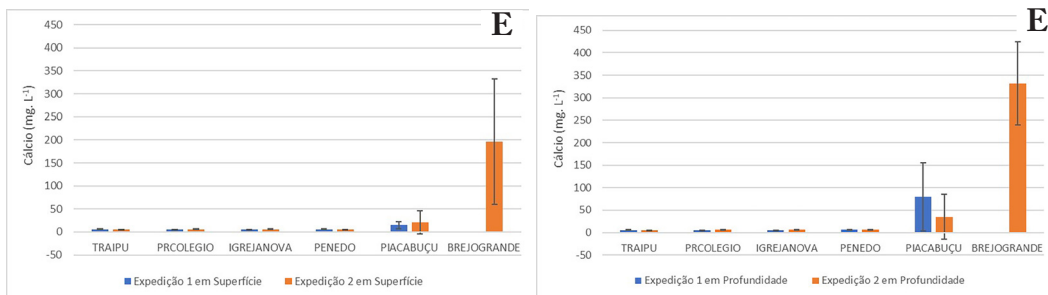 E
450
400
350
300
250
200
150
100
50
0
-50
Cálcio (mg. L-¹)
TRAIPU PRCOLEGIO IGREJANOVA PENEDO PIACABUÇU BREJOGRANDE
Expedição 1 em Superfície Expedição 2 em Superfície
E
450
400
350
300
250
200
150
100
50
0
-50
Cálcio (mg. L-¹)
TRAIPU PRCOLEGIO IGREJANOVA PENEDO PIACABUÇU BREJOGRANDE
Expedição 1 em Profundidade Expedição 2 em Profundidade